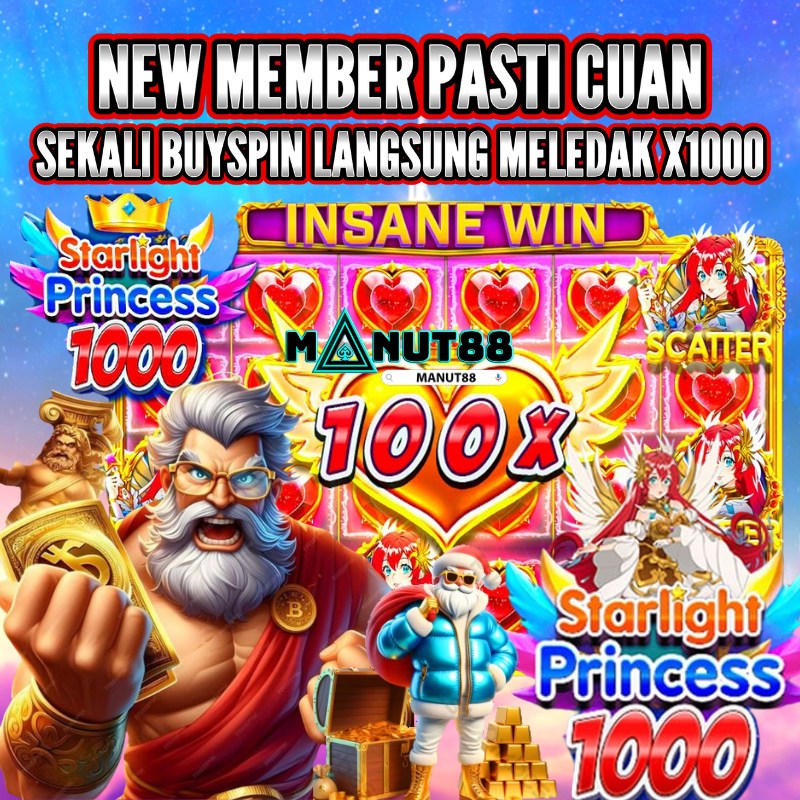 NEW MEMBER PASTI CUAN
SEKALI BUYSPIN LANGSUNG MELEDAK X1000
INSANE WIN
Starlight
Princess
1000
MANUT88
MANUT88
SCATTER
100x
Starlight
Princess
1000